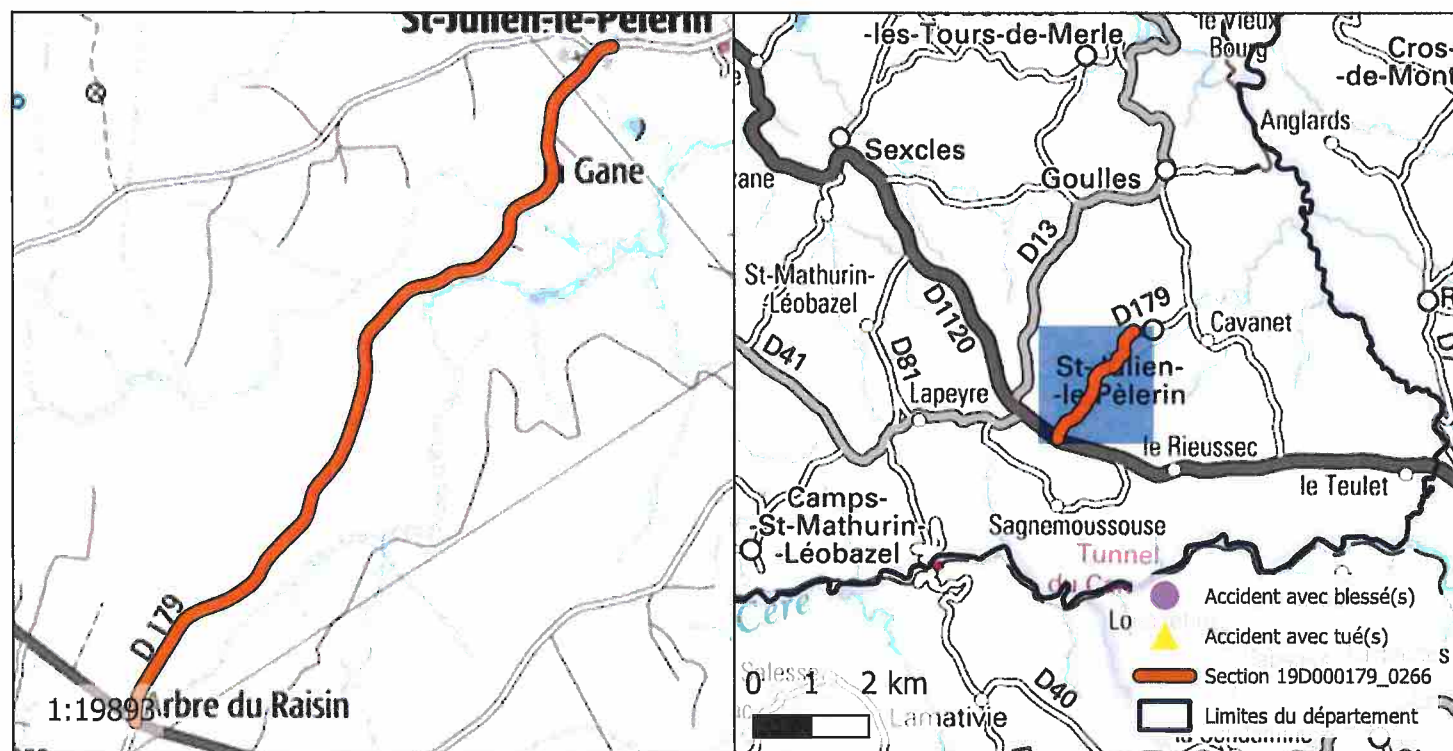 St-Julien-le-Pèlerin
Gane
D 179
1:19893
Arbre du Raisin
-les-Tours-de-Merle
le Vieux
Bourg
Cros-
-de-Mont
Anglards
Sexcles
Goulles
D13
St-Mathurin-
-Léobazel
D1120
D179
Cavanet
D41
D81
St-Julien-
-le-Pèlerin
Lapeyre
le Rieussec
le Teulet
Camps-
-St-Mathurin-
-Léobazel
Sagnemoussouse
Tunnel
Cère
0 1 2 km
D40
Lamativie
Accident avec blessé(s)
Accident avec tué(s)
Section 19D000179_0266
Limites du département